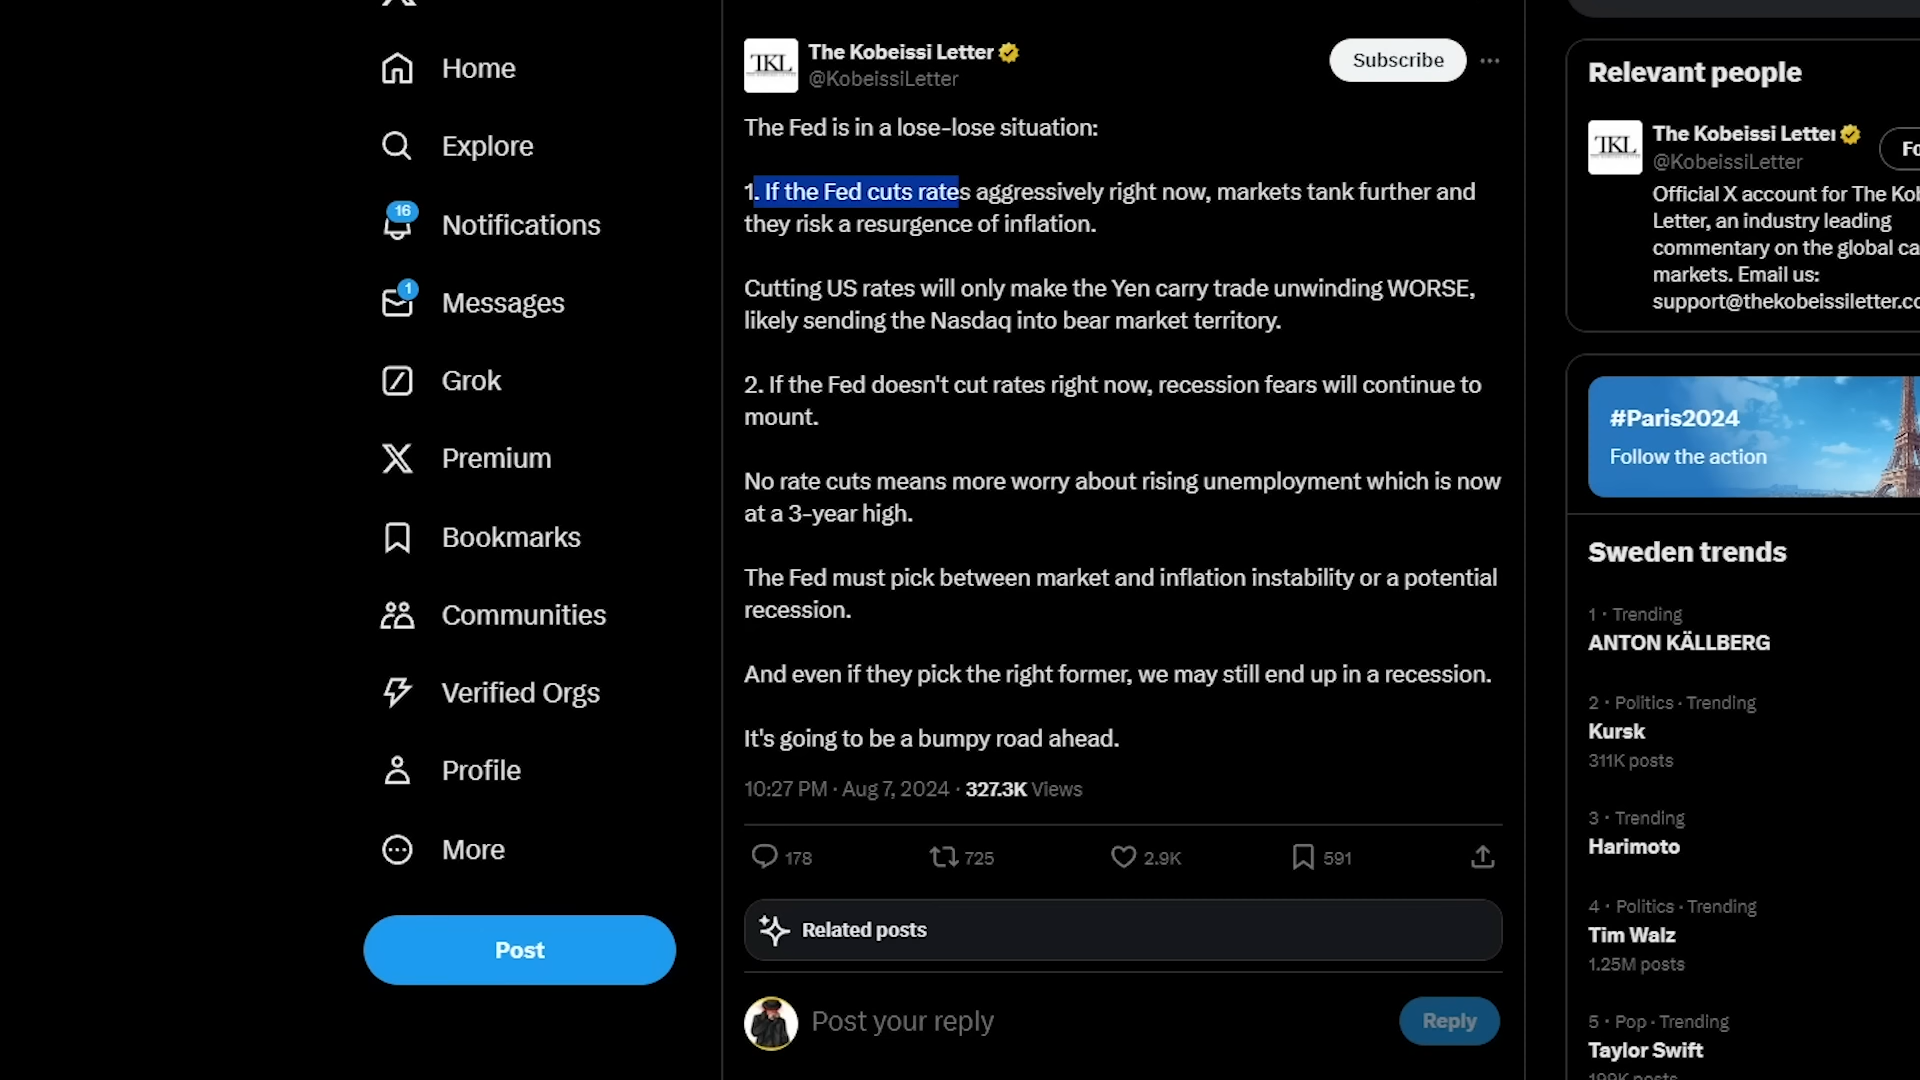 Home
Explore
16
Notifications
1
Messages
Grok
Premium
Bookmarks
Communities
Verified Orgs
Profile
More
Post
TKL
The Kobeissi Letter
@KobeissiLetter
Subscribe
The Fed is in a lose-lose situation:
1. If the Fed cuts rates aggressively right now, markets tank further and
they risk a resurgence of inflation.
Cutting US rates will only make the Yen carry trade unwinding WORSE,
likely sending the Nasdaq into bear market territory.
2. If the Fed doesn't cut rates right now, recession fears will continue to
mount.
No rate cuts means more worry about rising unemployment which is now
at a 3-year high.
The Fed must pick between market and inflation instability or a potential
recession.
And even if they pick the right former, we may still end up in a recession.
It's going to be a bumpy road ahead.
10:27 PM · Aug 7, 2024 · 327.3K Views
178 725 2.9K 591
Related posts
Post your reply
Reply
Relevant people
TKL
The Kobeissi Letter
Fo
@KobeissiLetter
Official X account for The Kob
Letter, an industry leading
commentary on the global ca
markets. Email us:
support@thekobeissiletter.co
#Paris2024
Follow the action
Sweden trends
1 · Trending
ANTON KÄLLBERG
2 · Politics · Trending
Kursk
311K posts
3 · Trending
Harimoto
4 · Politics · Trending
Tim Walz
1.25M posts
5 · Pop · Trending
Taylor Swift